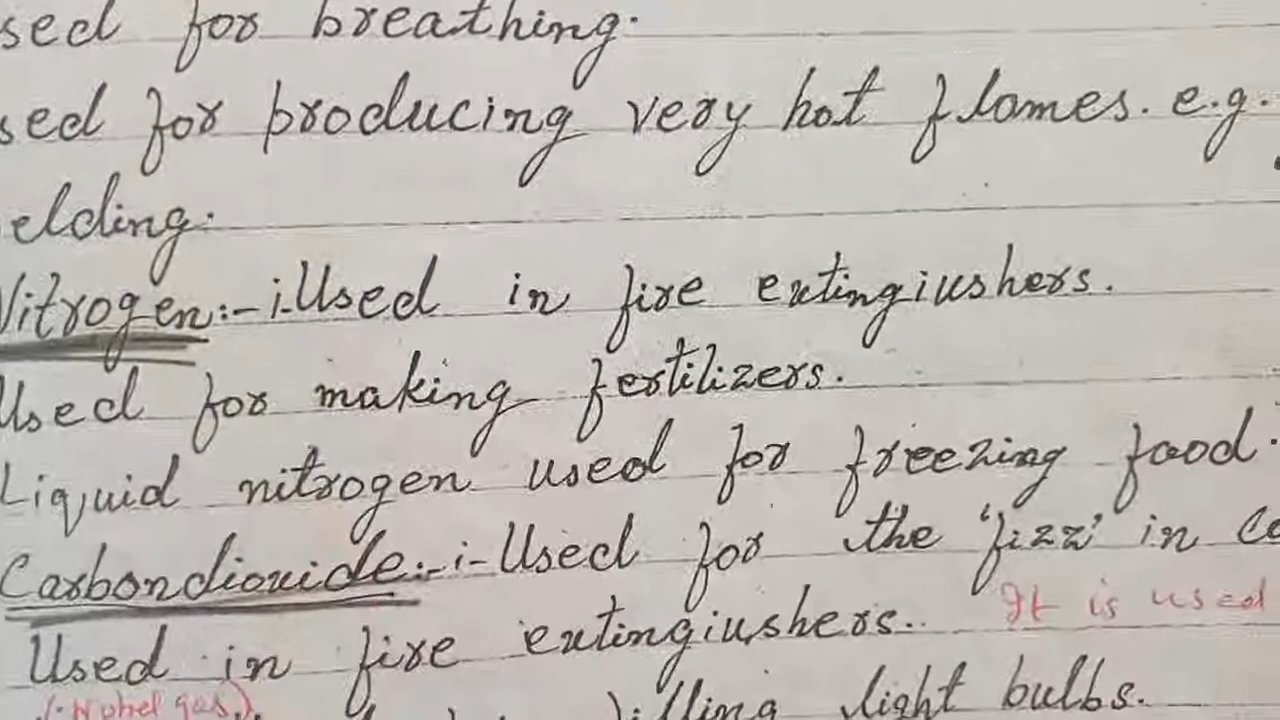 sed for breathing.
sed for producing very hot flames. e.g.
elding.
Nitrogen:- i. Used in fire extingiushers.
Used for making fertilizers.
Liquid nitrogen used for freezing food.
Carbondioxide:- i- Used for the 'fizz' in
It is used
Used in fire extingiushers.
(Nobel gas).
light bulbs.